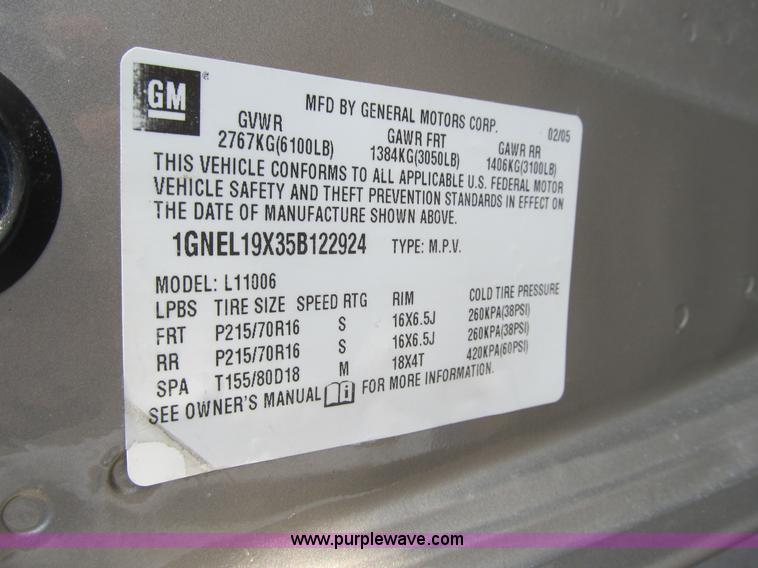 GM
MFD BY GENERAL MOTORS CORP. 02/05
GVWR GAWR FRT GAWR RR
2767KG(6100LB) 1384KG(3050LB) 1406KG(3100LB)
THIS VEHICLE CONFORMS TO ALL APPLICABLE U.S. FEDERAL MOTOR
VEHICLE SAFETY AND THEFT PREVENTION STANDARDS IN EFFECT ON
THE DATE OF MANUFACTURE SHOWN ABOVE.
1GNEL19X35B122924 TYPE: M.P.V.
MODEL: L11006
LPBS TIRE SIZE SPEED RTG RIM COLD TIRE PRESSURE
FRT P215/70R16 S 16X6.5J 260KPA(38PSI)
RR P215/70R16 S 16X6.5J 260KPA(38PSI)
SPA T155/80D18 M 18X4T 420KPA(60PSI)
SEE OWNER'S MANUAL i FOR MORE INFORMATION.
www.purplewave.com